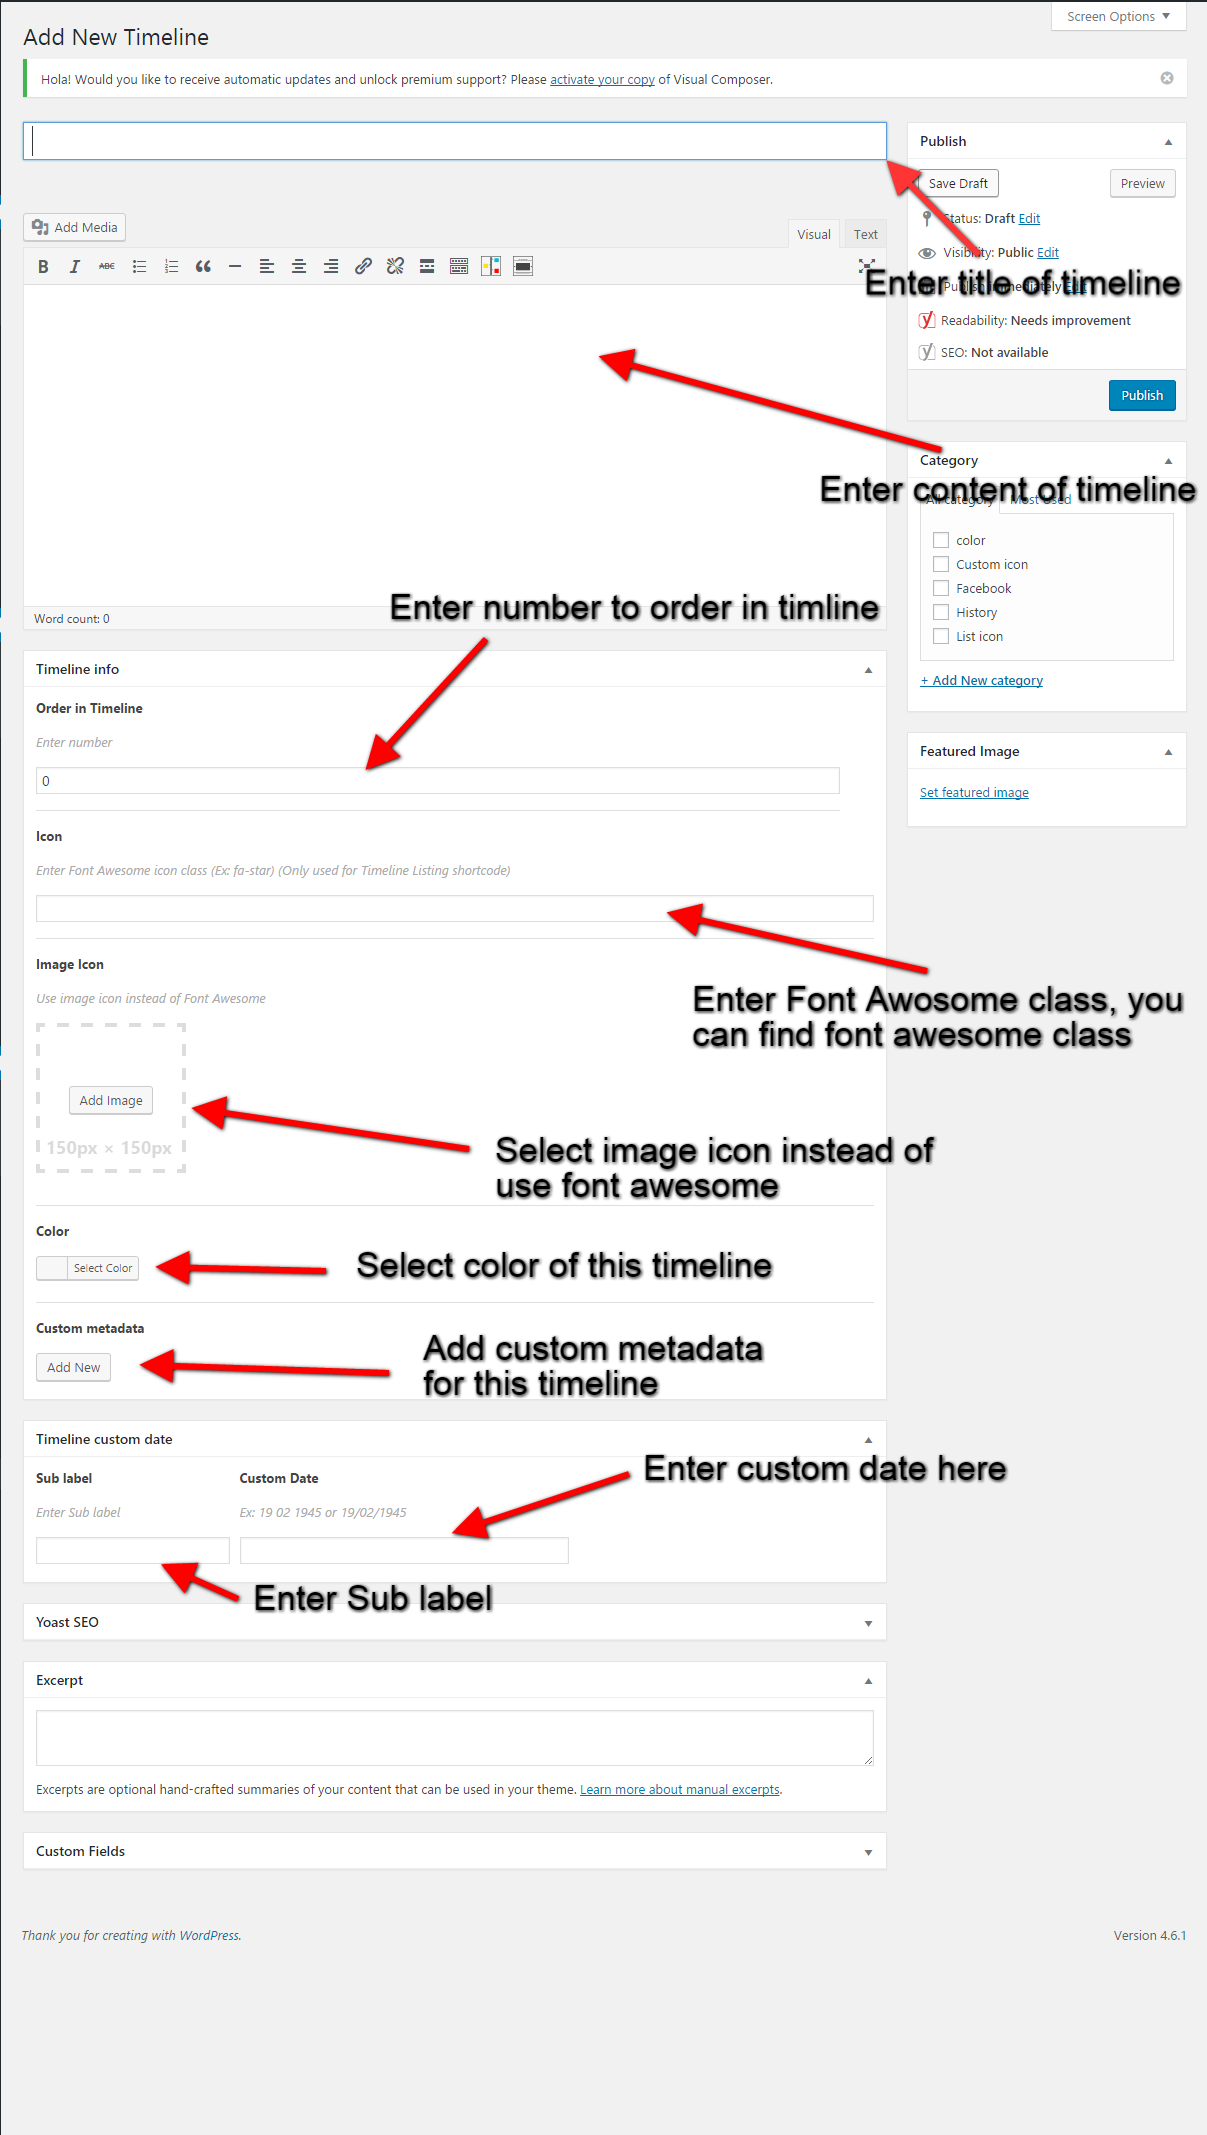 Screen Options
Add New Timeline
Hola! Would you like to receive automatic updates and unlock premium support? Please activate your copy of Visual Composer.
Publish
Save Draft
Preview
Status: Draft Edit
Add Media
Visual
Text
Visibility: Public Edit
B I ABC
Enter title of timeline
Publish immediately Edit
Readability: Needs improvement
SEO: Not available
Publish
Category
Enter content of timeline
All category
Most Used
color
Custom icon
Facebook
History
List icon
+ Add New category
Enter number to order in timline
Word count: 0
Timeline info
Order in Timeline
Enter number
0
Featured Image
Set featured image
Icon
Enter Font Awesome icon class (Ex: fa-star) (Only used for Timeline Listing shortcode)
Image Icon
Use image icon instead of Font Awesome
Enter Font Awosome class, you
can find font awesome class
Add Image
150px × 150px
Select image icon instead of
use font awesome
Color
Select Color
Select color of this timeline
Custom metadata
Add New
Add custom metadata
for this timeline
Timeline custom date
Sub label
Custom Date
Enter custom date here
Enter Sub label
Ex: 19 02 1945 or 19/02/1945
Enter Sub label
Yoast SEO
Excerpt
Excerpts are optional hand-crafted summaries of your content that can be used in your theme. Learn more about manual excerpts.
Custom Fields
Thank you for creating with WordPress.
Version 4.6.1